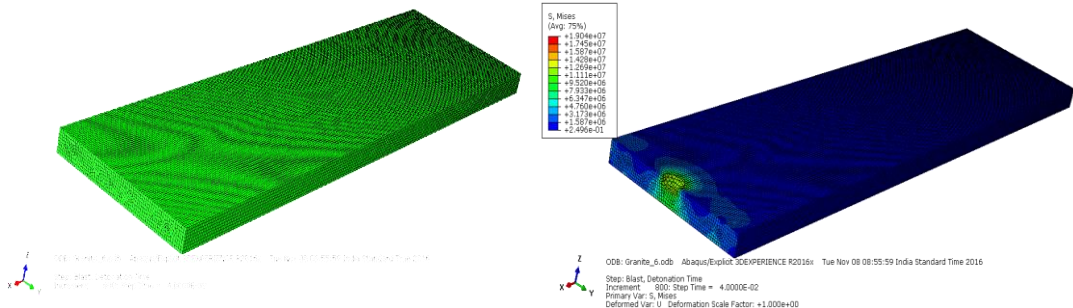 S, Mises
(Avg: 75%)
+1.904e+07
+1.745e+07
+1.587e+07
+1.428e+07
+1.269e+07
+1.111e+07
+9.520e+06
+7.933e+06
+6.347e+06
+4.760e+06
+3.173e+06
+1.587e+06
+2.496e-01
Z
X
Y
Z
X
Y
ODB: Granite_6.odb Abaqus/Explicit 3DEXPERIENCE R2016x Tue Nov 08 08:55:59 India Standard Time 2016
Step: Blast, Detonation Time
Increment 800: Step Time = 4.0000E-02
Primary Var: S, Mises
Deformed Var: U Deformation Scale Factor: +1.000e+00